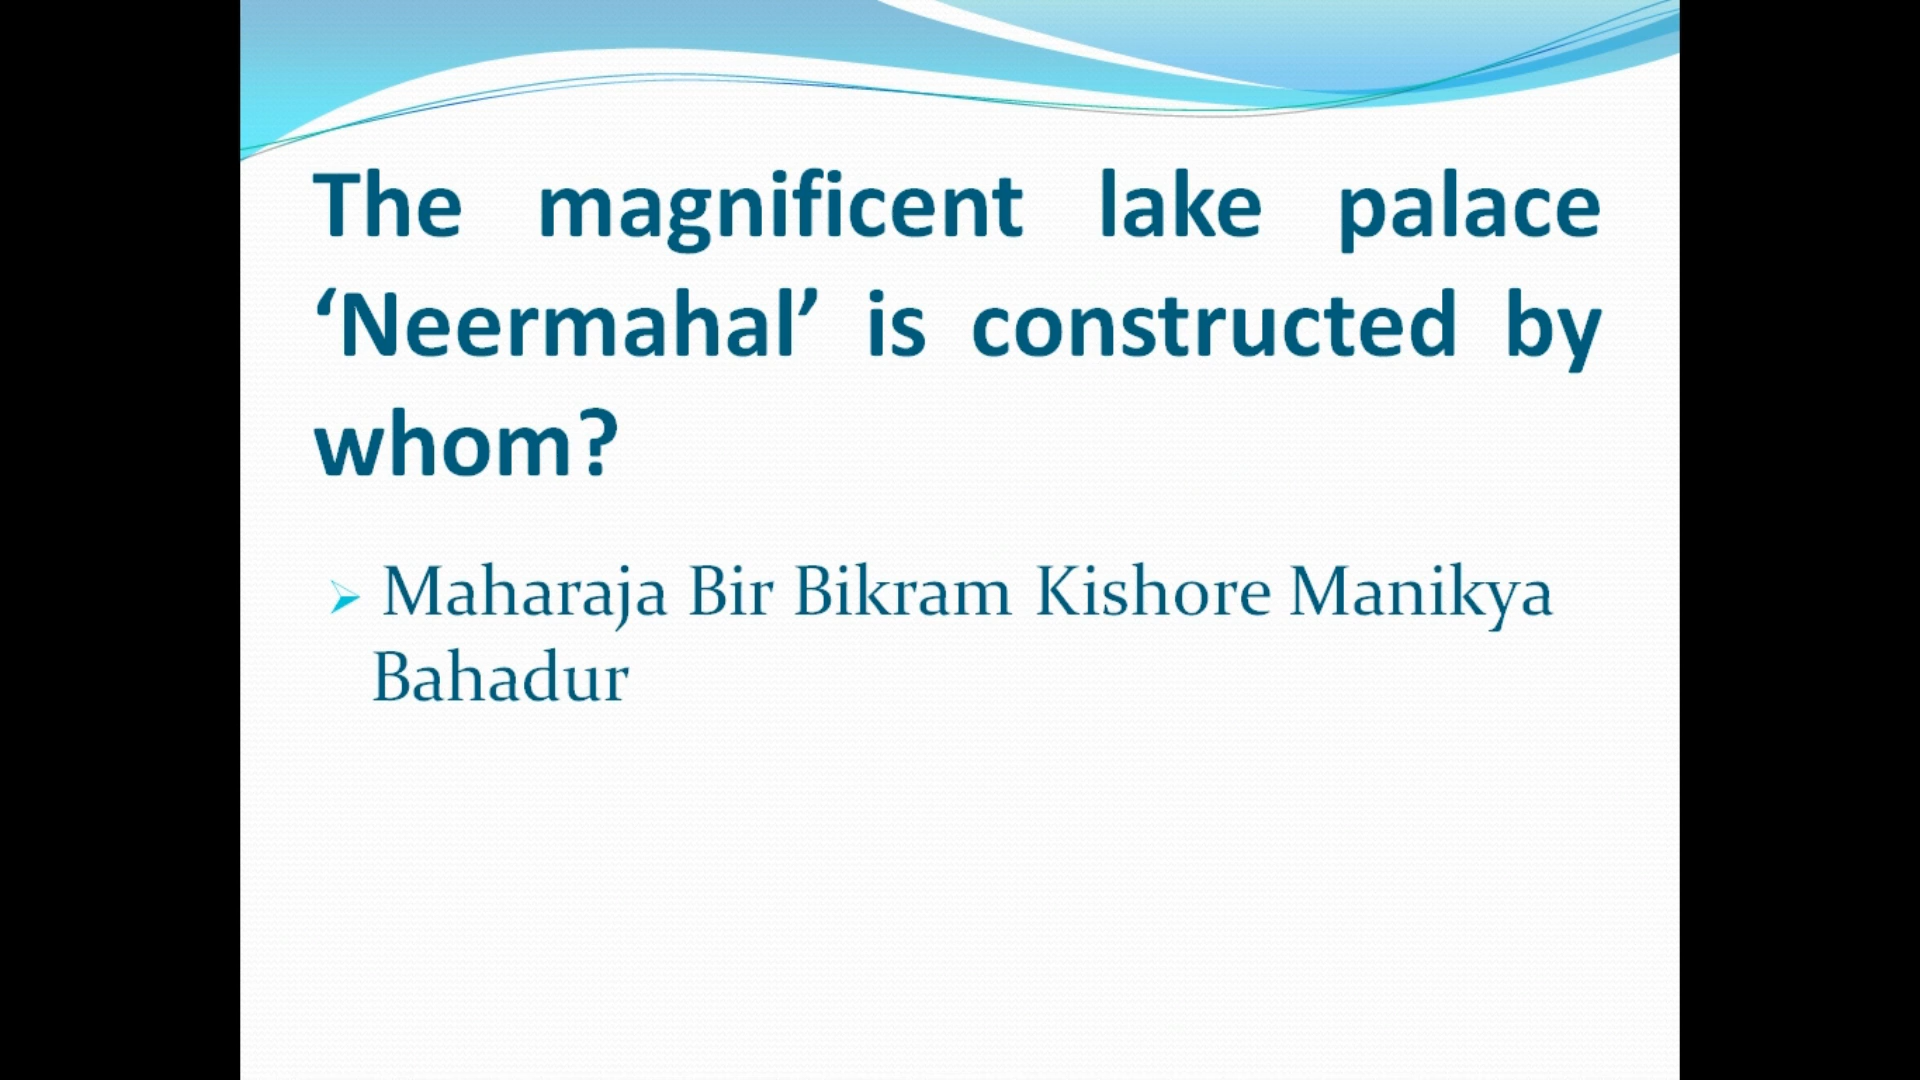 The magnificent lake palace
‘Neermahal’ is constructed by
whom?
Maharaja Bir Bikram Kishore Manikya
Bahadur